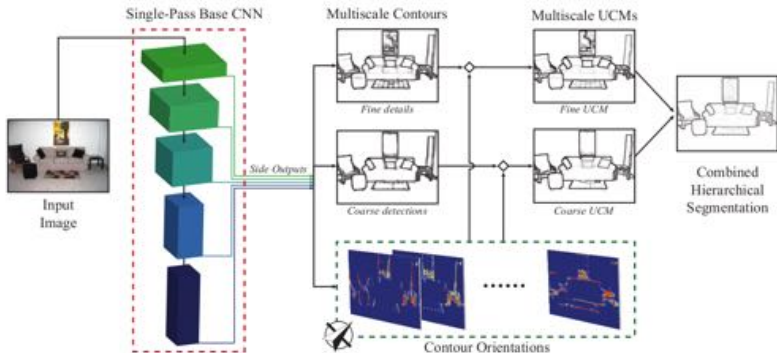 Single-Pass Base CNN
Multiscale Contours
Multiscale UCMs
Fine details
Fine UCM
Side Outputs
Coarse detections
Coarse UCM
Input
Image
Combined
Hierarchical
Segmentation
Contour Orientations